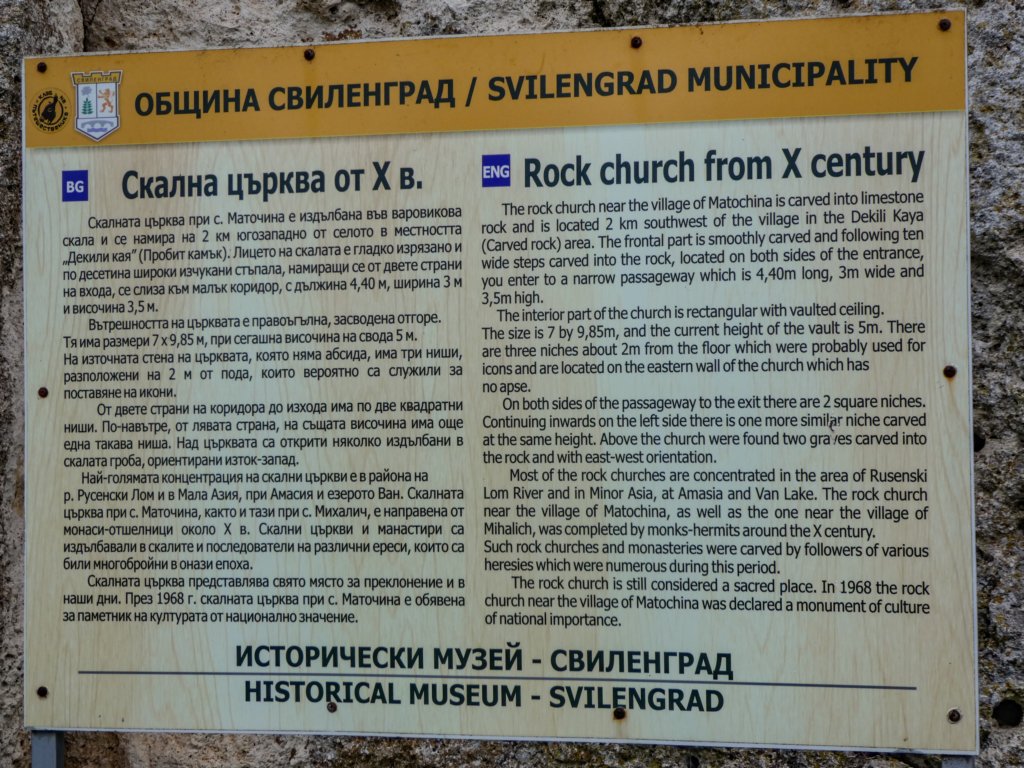 СВИЛЕНГРАД
ОБЩИНА СВИЛЕНГРАД / SVILENGRAD MUNICIPALITY
BG
Скална църква от X в.
Скалната църква при с. Маточина е издълбана във варовикова
скала и се намира на 2 км югозападно от селото в местността
„Декили кая" (Пробит камък). Лицето на скалата е гладко изрязано и
по десетина широки изчукани стъпала, намиращи се от двете страни
на входа, се слиза към малък коридор, с дължина 4,40 м, ширина 3 м
и височина 3,5 м.
Вътрешността на църквата е правоъгълна, засводена отгоре.
Тя има размери 7 х 9,85 м, при сегашна височина на свода 5 м.
На източната стена на църквата, която няма абсида, има три ниши,
разположени на 2 м от пода, които вероятно са служили за
поставяне на икони.
От двете страни на коридора до изхода има по две квадратни
ниши. По-навътре, от лявата страна, на същата височина има още
една такава ниша. Над църквата са открити няколко издълбани в
скалата гроба, ориентирани изток-запад.
Най-голямата концентрация на скални църкви е в района на
р. Русенски Лом и в Мала Азия, при Амасия и езерото Ван. Скалната
църква при с. Маточина, както и тази при с. Михалич, е направена от
монаси-отшелници около X в. Скални църкви и манастири са
издълбавали в скалите и последователи на различни ереси, които са
били многобройни в онази епоха.
Скалната църква представлява свято място за преклонение и в
наши дни. През 1968 г. скалната църква при с. Маточина е обявена
за паметник на културата от национално значение.
ENG
Rock church from X century
The rock church near the village of Matochina is carved into limestone
rock and is located 2 km southwest of the village in the Dekili Kaya
(Carved rock) area. The frontal part is smoothly carved and following ten
wide steps carved into the rock, located on both sides of the entrance,
you enter to a narrow passageway which is 4,40m long, 3m wide and
3,5m high.
The interior part of the church is rectangular with vaulted ceiling.
The size is 7 by 9,85m, and the current height of the vault is 5m. There
are three niches about 2m from the floor which were probably used for
icons and are located on the eastern wall of the church which has
no apse.
On both sides of the passageway to the exit there are 2 square niches.
Continuing inwards on the left side there is one more similar niche carved
at the same height. Above the church were found two graves carved into
the rock and with east-west orientation.
Most of the rock churches are concentrated in the area of Rusenski
Lom River and in Minor Asia, at Amasia and Van Lake. The rock church
near the village of Matochina, as well as the one near the village of
Mihalich, was completed by monks-hermits around the X century.
Such rock churches and monasteries were carved by followers of various
heresies which were numerous during this period.
The rock church is still considered a sacred place. In 1968 the rock
church near the village of Matochina was declared a monument of culture
of national importance.
ИСТОРИЧЕСКИ МУЗЕЙ - СВИЛЕНГРАД
HISTORICAL MUSEUM - SVILENGRAD